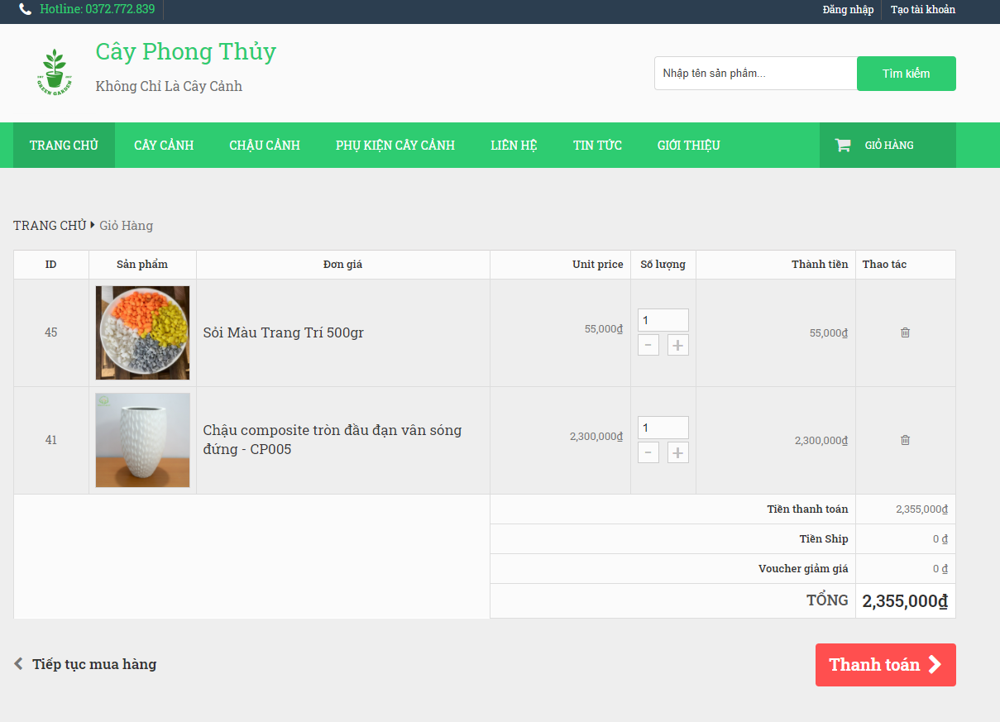 Hotline: 0372.772.839
Đăng nhập
Tạo tài khoản
GREEN GARDEN
Cây Phong Thủy
Không Chỉ Là Cây Cảnh
Nhập tên sản phẩm...
Tìm kiếm
TRANG CHỦ
CÂY CẢNH
CHẬU CẢNH
PHỤ KIỆN CÂY CẢNH
LIÊN HỆ
TIN TỨC
GIỚI THIỆU
GIỎ HÀNG
TRANG CHỦ
Giỏ Hàng
ID
Sản phẩm
Đơn giá
Unit price
Số lượng
Thành tiền
Thao tác
45
Sỏi Màu Trang Trí 500gr
55,000₫
1
55,000₫
41
Chậu composite tròn đầu đạn vân sóng
đứng - CP005
2,300,000₫
1
2,300,000₫
Tiền thanh toán
2,355,000₫
Tiền Ship
0 ₫
Voucher giảm giá
0 ₫
TỔNG
2,355,000₫
Tiếp tục mua hàng
Thanh toán